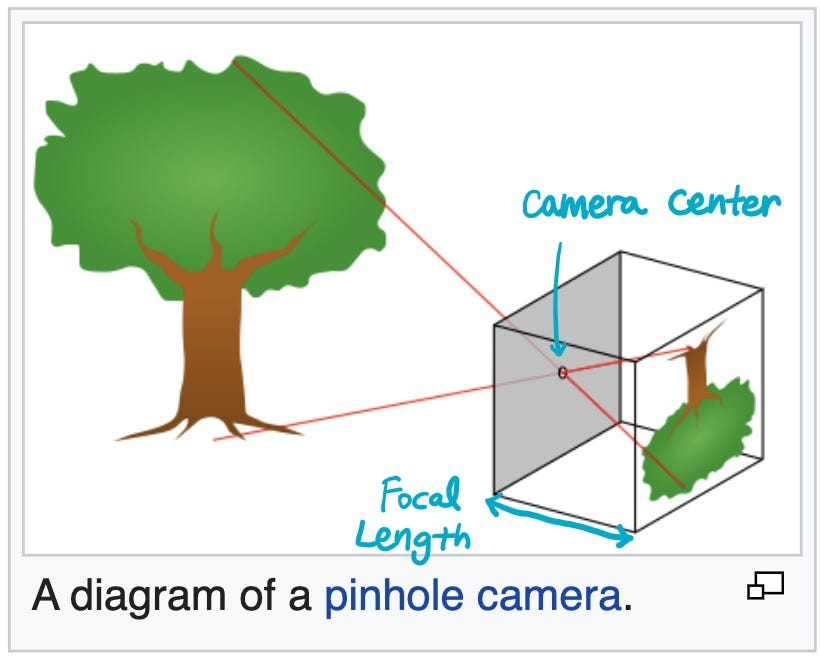 Camera Center
Focal
Length
A diagram of a pinhole camera.